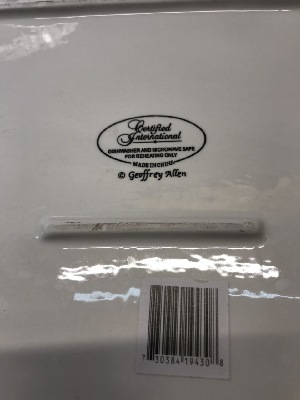 Certified
International
DISHWASHER AND MICROWAVE SAFE
FOR REHEATING ONLY
MADE IN CHINA
© Geoffrey Allen
7 30384 19430 8